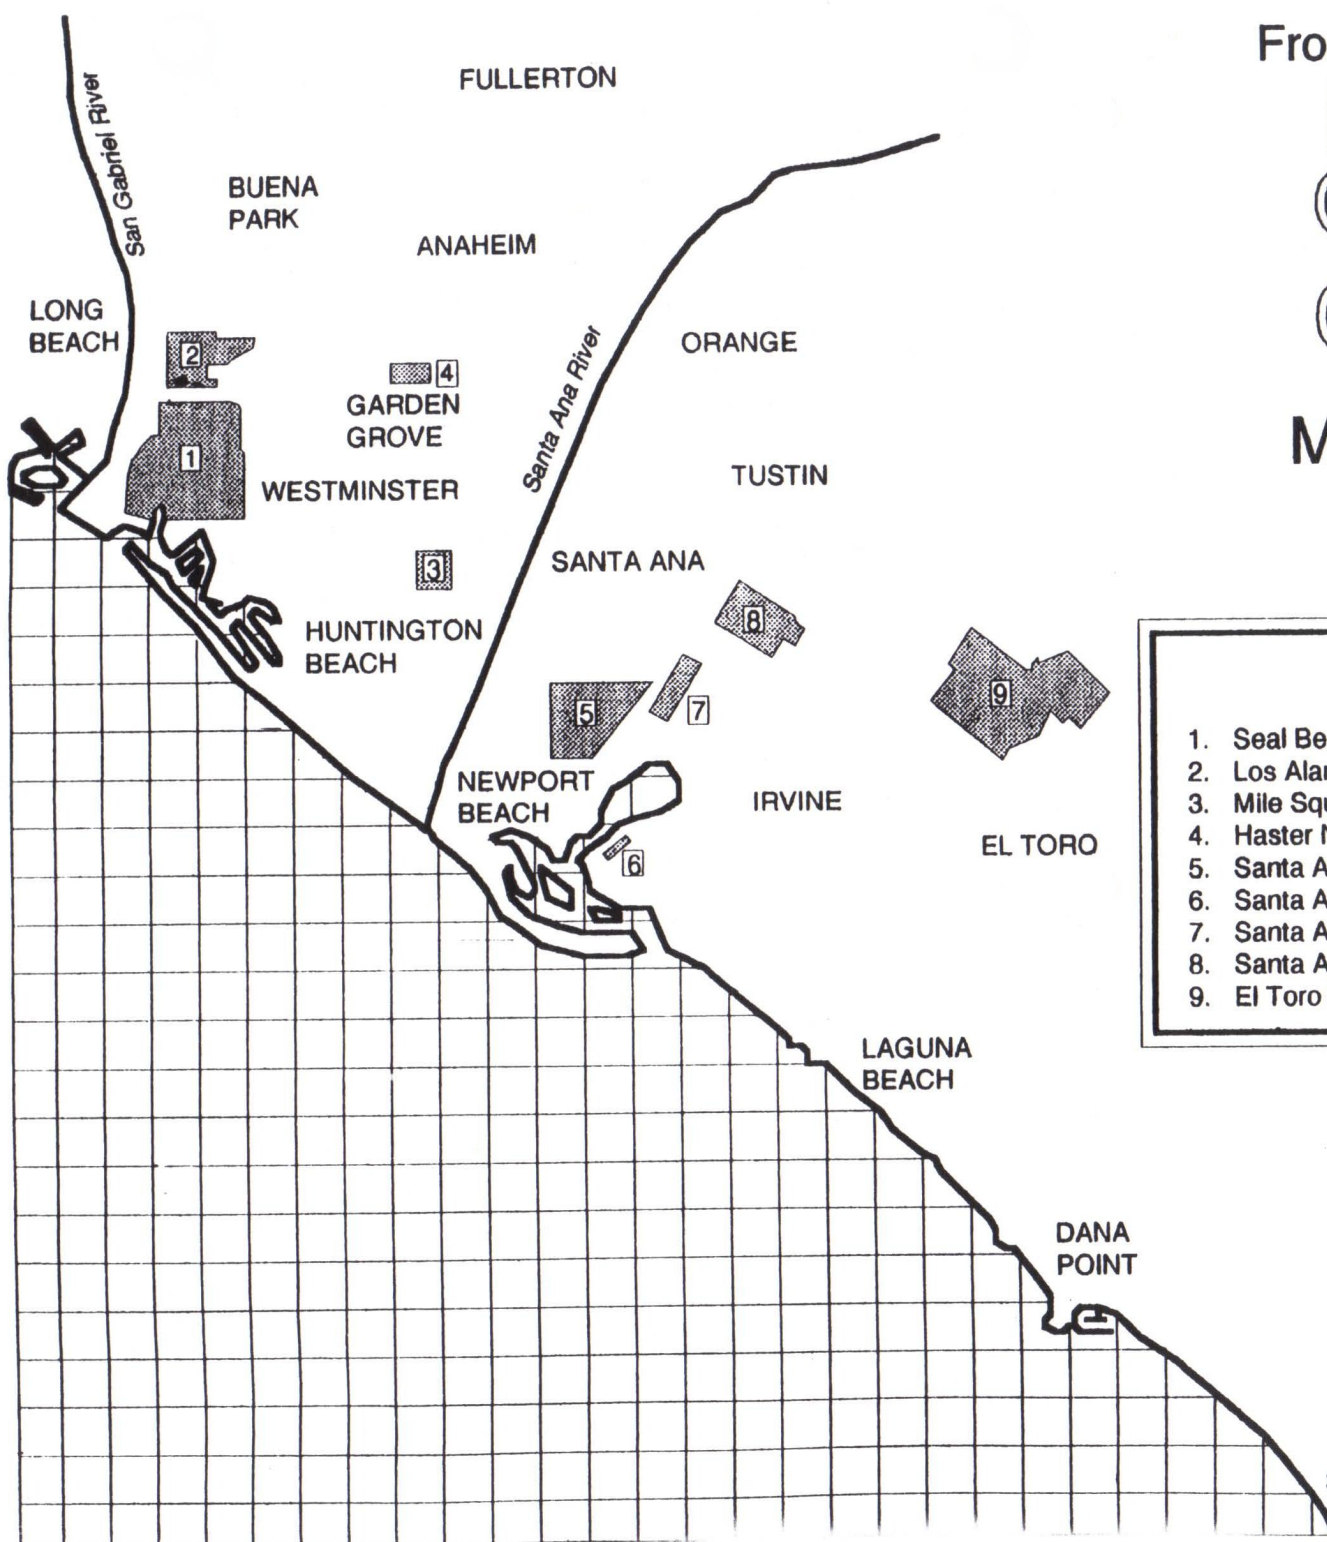 Fro
FULLERTON
San Gabriel River
BUENA
PARK
ANAHEIM
LONG
BEACH
ORANGE
2
4
GARDEN
GROVE
Santa Ana River
M
1
WESTMINSTER
TUSTIN
3
SANTA ANA
8
HUNTINGTON
BEACH
9
5
7
NEWPORT
BEACH
IRVINE
EL TORO
6
1. Seal Be
2. Los Ala
3. Mile Squ
4. Haster
5. Santa A
6. Santa A
7. Santa A
8. Santa A
9. El Toro
LAGUNA
BEACH
DANA
POINT